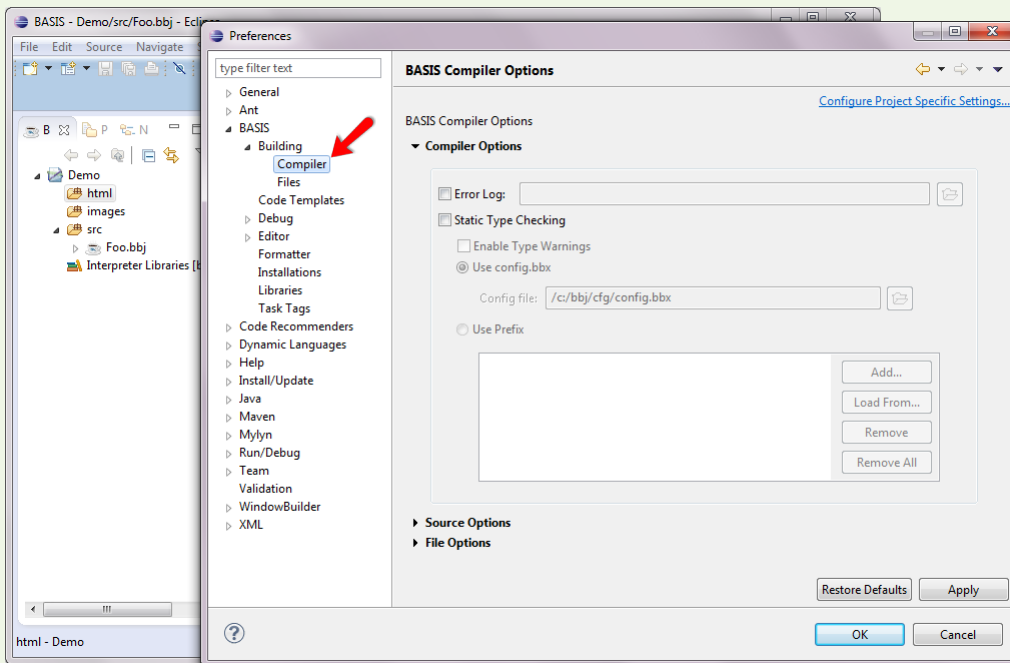 BASIS - Demo/src/Foo.bbj - Eclipse
File Edit Source Navigate
B P N
Demo
html
images
src
Foo.bbj
Interpreter Libraries [b
html - Demo
Preferences
type filter text
General
Ant
BASIS
Building
Compiler
Files
Code Templates
Debug
Editor
Formatter
Installations
Libraries
Task Tags
Code Recommenders
Dynamic Languages
Help
Install/Update
Java
Maven
Mylyn
Run/Debug
Team
Validation
WindowBuilder
XML
BASIS Compiler Options
Configure Project Specific Settings...
BASIS Compiler Options
Compiler Options
Error Log:
Static Type Checking
Enable Type Warnings
Use config.bbx
Config file: /c:/bbj/cfg/config.bbx
Use Prefix
Add...
Load From...
Remove
Remove All
Source Options
File Options
Restore Defaults Apply
OK Cancel